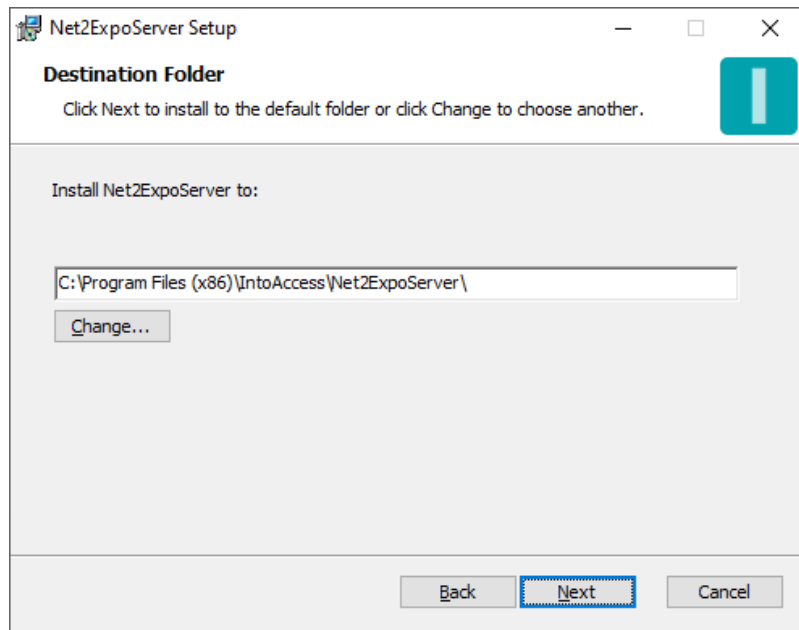 Net2ExpoServer Setup
Destination Folder
Click Next to install to the default folder or click Change to choose another.
Install Net2ExpoServer to:
C:\Program Files (x86)\IntoAccess\Net2ExpoServer\
Change...
Back Next Cancel